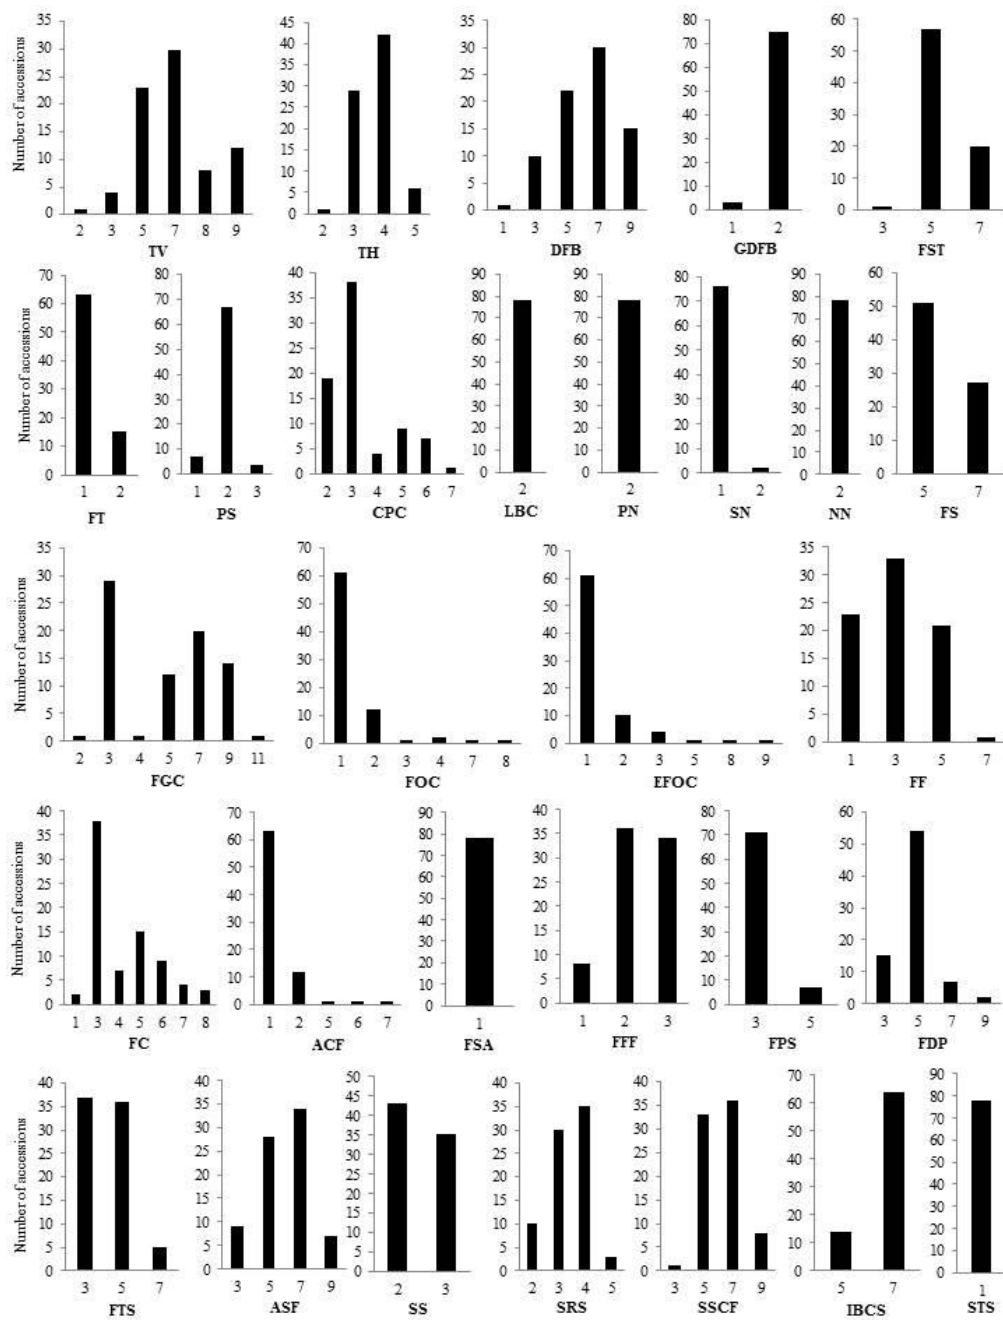 Number of accessions
35 30 25 20 15 10 5 0
2 3 5 7 8 9
TV
45 40 35 30 25 20 15 10 5 0
2 3 4 5
TH
35 30 25 20 15 10 5 0
1 3 5 7 9
DFB
80 70 60 50 40 30 20 10 0
1 2
GDFB
60 50 40 30 20 10 0
3 5 7
FST
Number of accessions
70 60 50 40 30 20 10 0
1 2
FT
80 70 60 50 40 30 20 10 0
1 2 3
PS
40 35 30 25 20 15 10 5 0
2 3 4 5 6 7
CPC
90 80 70 60 50 40 30 20 10 0
2
LBC
90 80 70 60 50 40 30 20 10 0
2
PN
80 70 60 50 40 30 20 10 0
1 2
SN
90 80 70 60 50 40 30 20 10 0
2
NN
60 50 40 30 20 10 0
5 7
FS
Number of accessions
35 30 25 20 15 10 5 0
2 3 4 5 7 9 11
FGC
70 60 50 40 30 20 10 0
1 2 3 4 7 8
FOC
70 60 50 40 30 20 10 0
1 2 3 5 8 9
EFOC
35 30 25 20 15 10 5 0
1 3 5 7
FF
Number of accessions
40 35 30 25 20 15 10 5 0
1 3 4 5 6 7 8
FC
70 60 50 40 30 20 10 0
1 2 5 6 7
ACF
90 80 70 60 50 40 30 20 10 0
1
FSA
40 35 30 25 20 15 10 5 0
1 2 3
FFF
80 70 60 50 40 30 20 10 0
3 5
FPS
60 50 40 30 20 10 0
3 5 7 9
FDP
Number of accessions
40 35 30 25 20 15 10 5 0
3 5 7
FTS
40 35 30 25 20 15 10 5 0
3 5 7 9
ASF
50 45 40 35 30 25 20 15 10 5 0
2 3
SS
40 35 30 25 20 15 10 5 0
2 3 4 5
SRS
40 35 30 25 20 15 10 5 0
3 5 7 9
SSCF
70 60 50 40 30 20 10 0
5 7
IBCS
90 80 70 60 50 40 30 20 10 0
1
STS